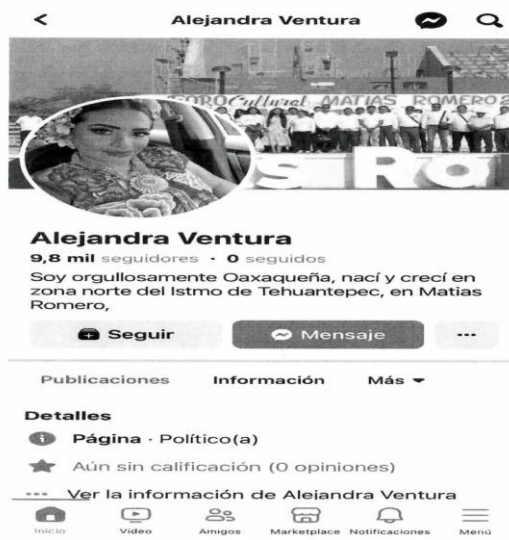 Alejandra Ventura
FORO Cultural MATIAS ROMERO
s Ro
Alejandra Ventura
9,8 mil seguidores · 0 seguidos
Soy orgullosamente Oaxaqueña, nací y crecí en
zona norte del Istmo de Tehuantepec, en Matias
Romero,
Seguir
Mensaje
Publicaciones Información Más
Detalles
Página · Político(a)
Aún sin calificación (0 opiniones)
Ver la información de Alejandra Ventura
Inicio Video Amigos Marketplace Notificaciones Menú